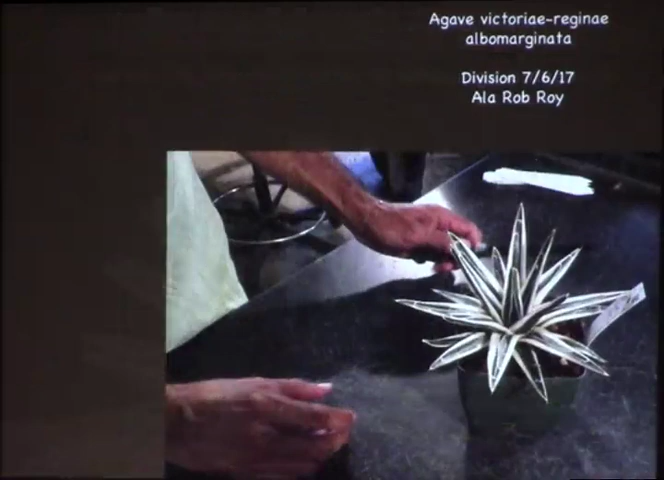 Agave victoriae-reginae
albomarginata
Division 7/6/17
Ala Rob Roy